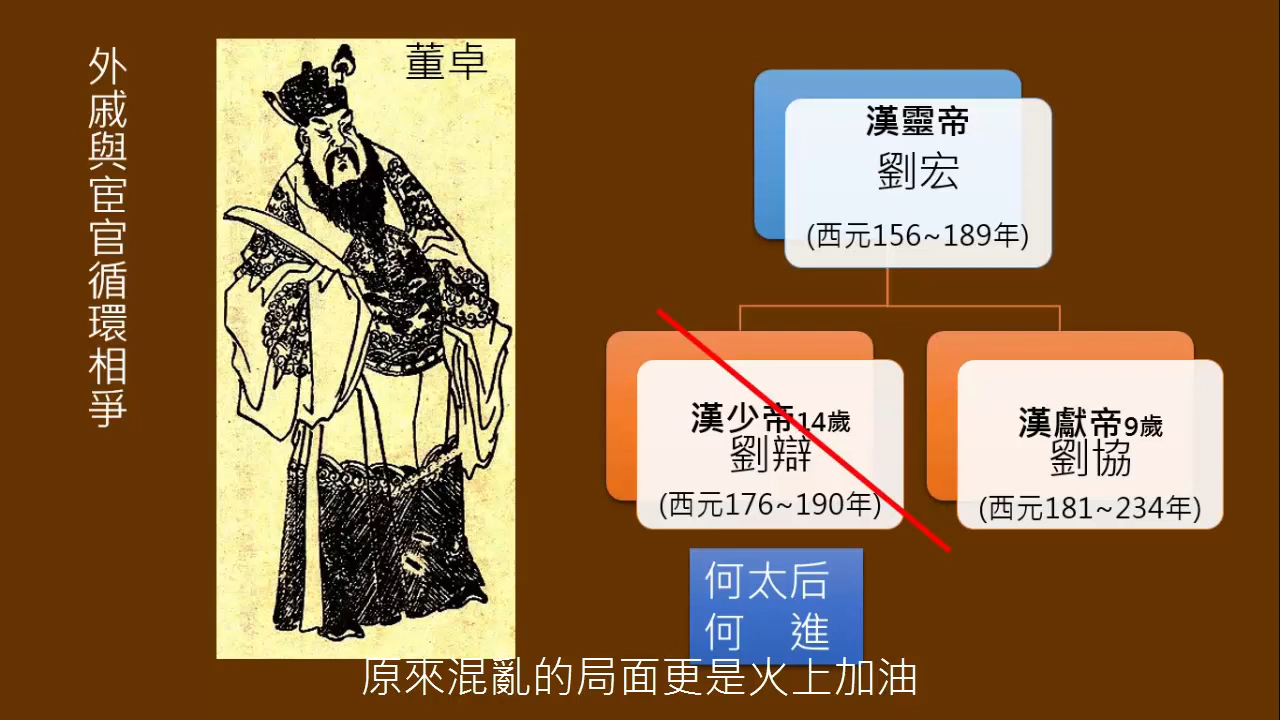 外戚與宦官循環相爭
董卓
漢靈帝
劉宏
(西元156~189年)
漢少帝14歲
劉辯
(西元176~190年)
漢獻帝9歲
劉協
(西元181~234年)
何太后
何　進
原來混亂的局面更是火上加油